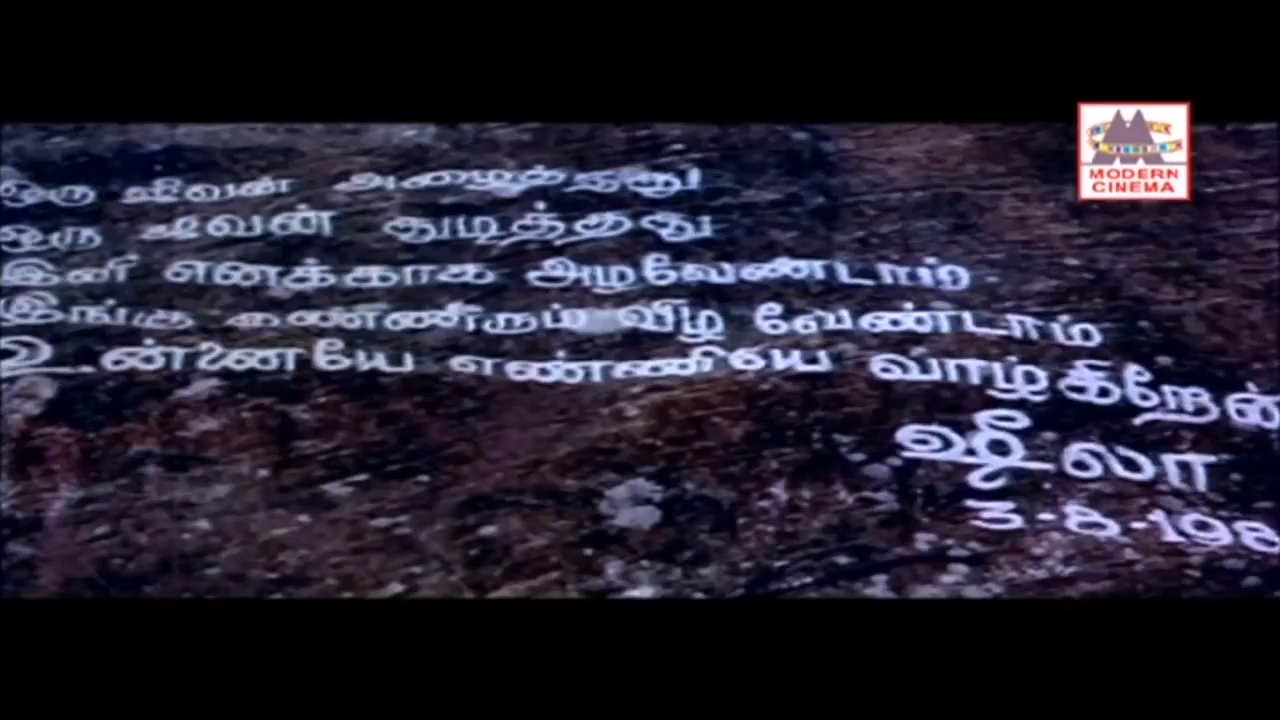 ஒரு ஜீவன் அழைத்தது
ஒரு ஜீவன் துடித்தது
இனி எனக்காக அழவேண்டாம்
இங்கு கண்ணீரும் விழ வேண்டாம்
உன்னையே எண்ணியே வாழ்கிறேன்
ஷீலா
3-8-198
MODERN
CINEMA